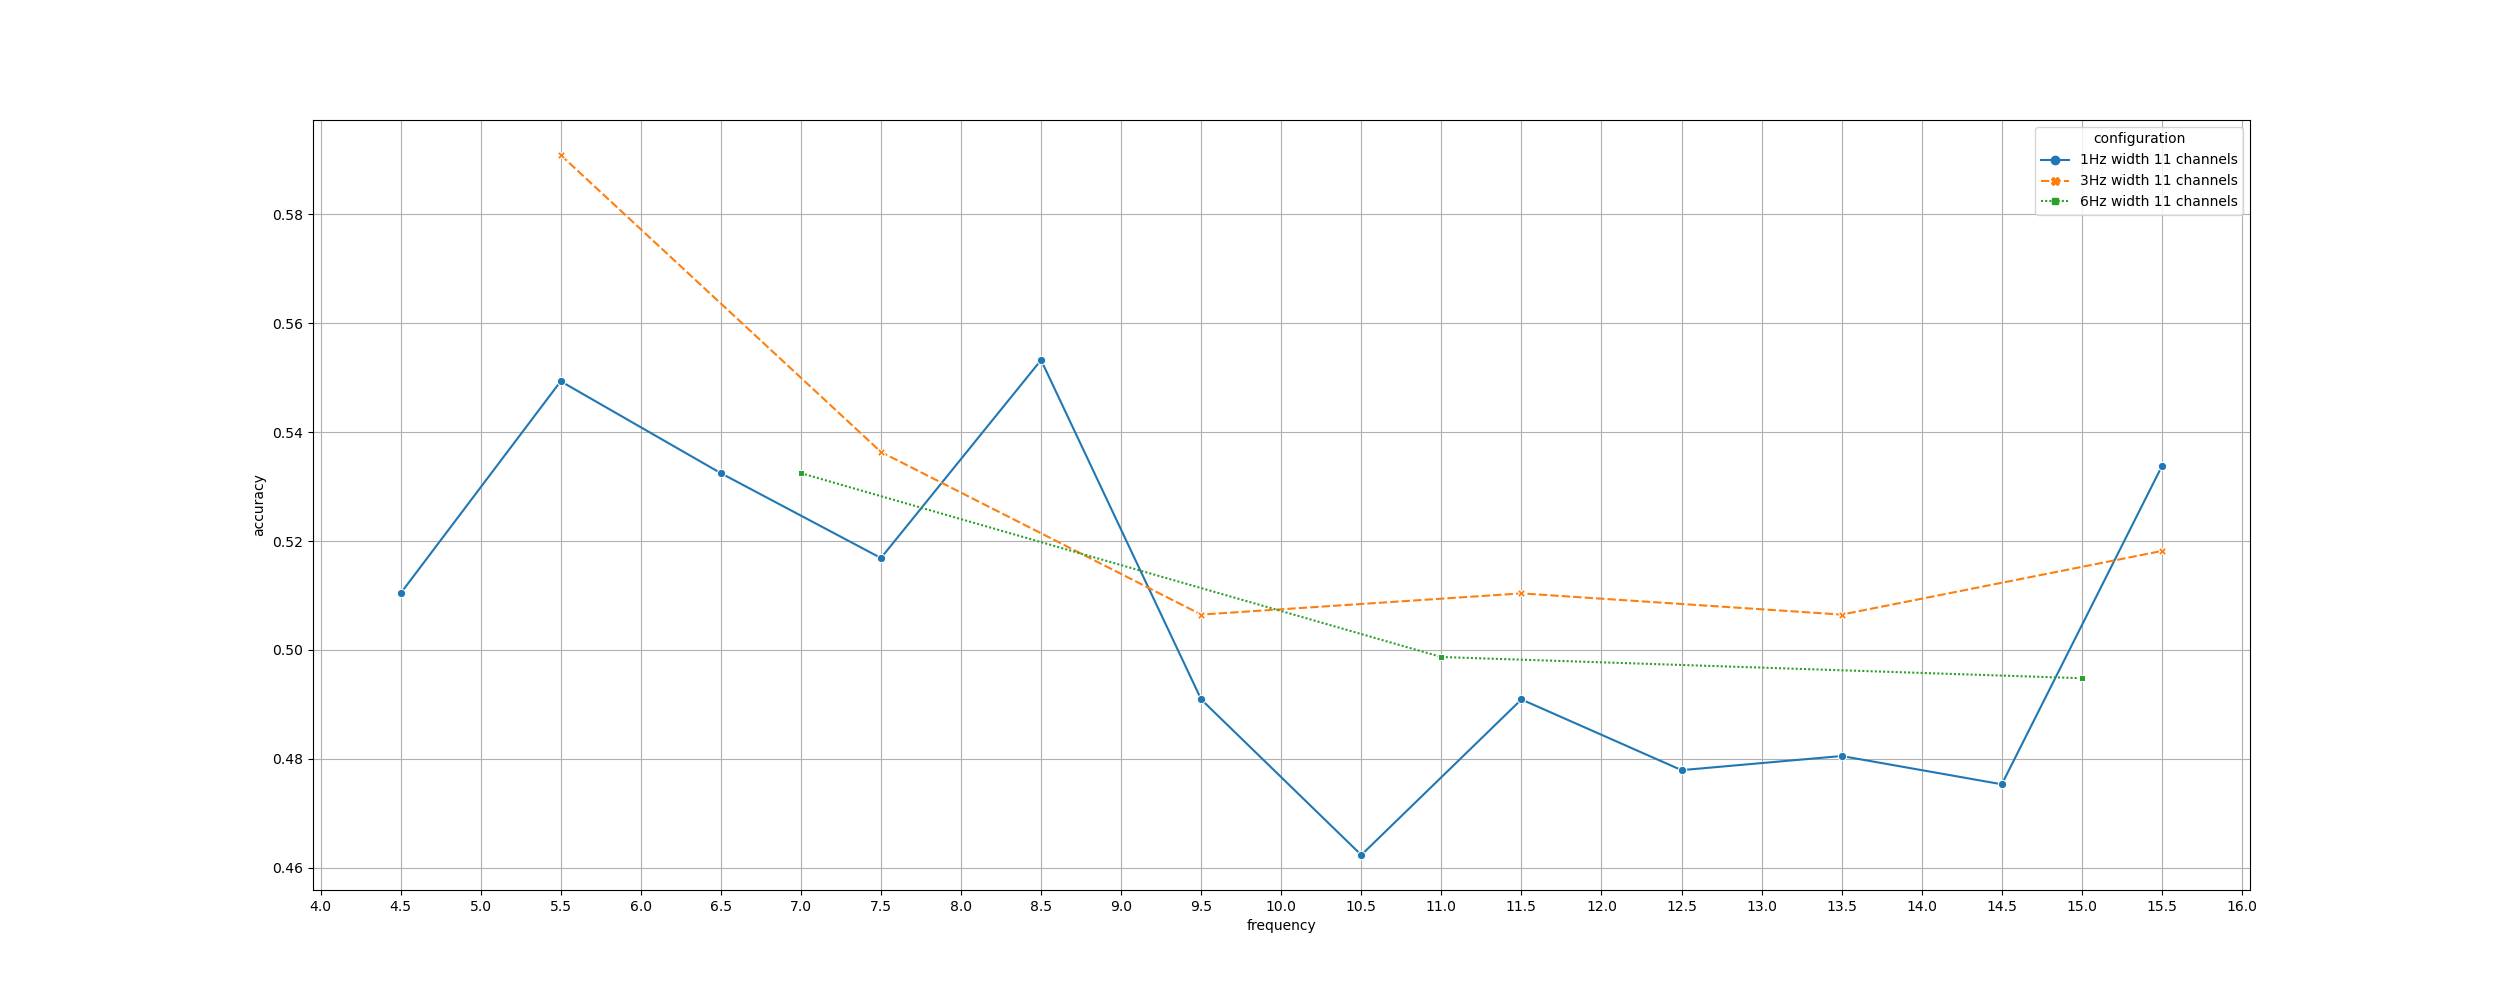 configuration
1Hz width 11 channels
3Hz width 11 channels
6Hz width 11 channels
accuracy
0.58
0.56
0.54
0.52
0.50
0.48
0.46
4.0 4.5 5.0 5.5 6.0 6.5 7.0 7.5 8.0 8.5 9.0 9.5 10.0 10.5 11.0 11.5 12.0 12.5 13.0 13.5 14.0 14.5 15.0 15.5 16.0
frequency